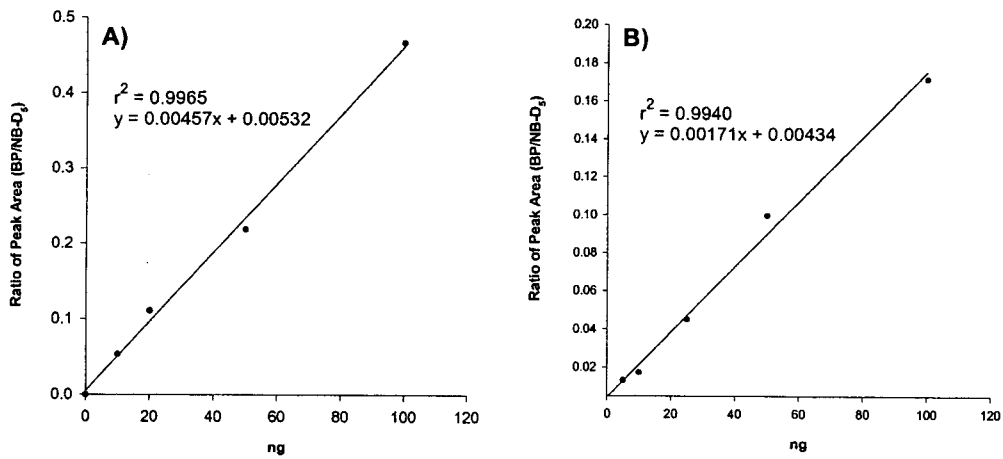 A)
r² = 0.9965
y = 0.00457x + 0.00532
Ratio of Peak Area (BP/NB-D₅)
0.5
0.4
0.3
0.2
0.1
0.0
0 20 40 60 80 100 120
ng
B)
r² = 0.9940
y = 0.00171x + 0.00434
Ratio of Peak Area (BP/NB-D₅)
0.20
0.18
0.16
0.14
0.12
0.10
0.08
0.06
0.04
0.02
0 20 40 60 80 100 120
ng